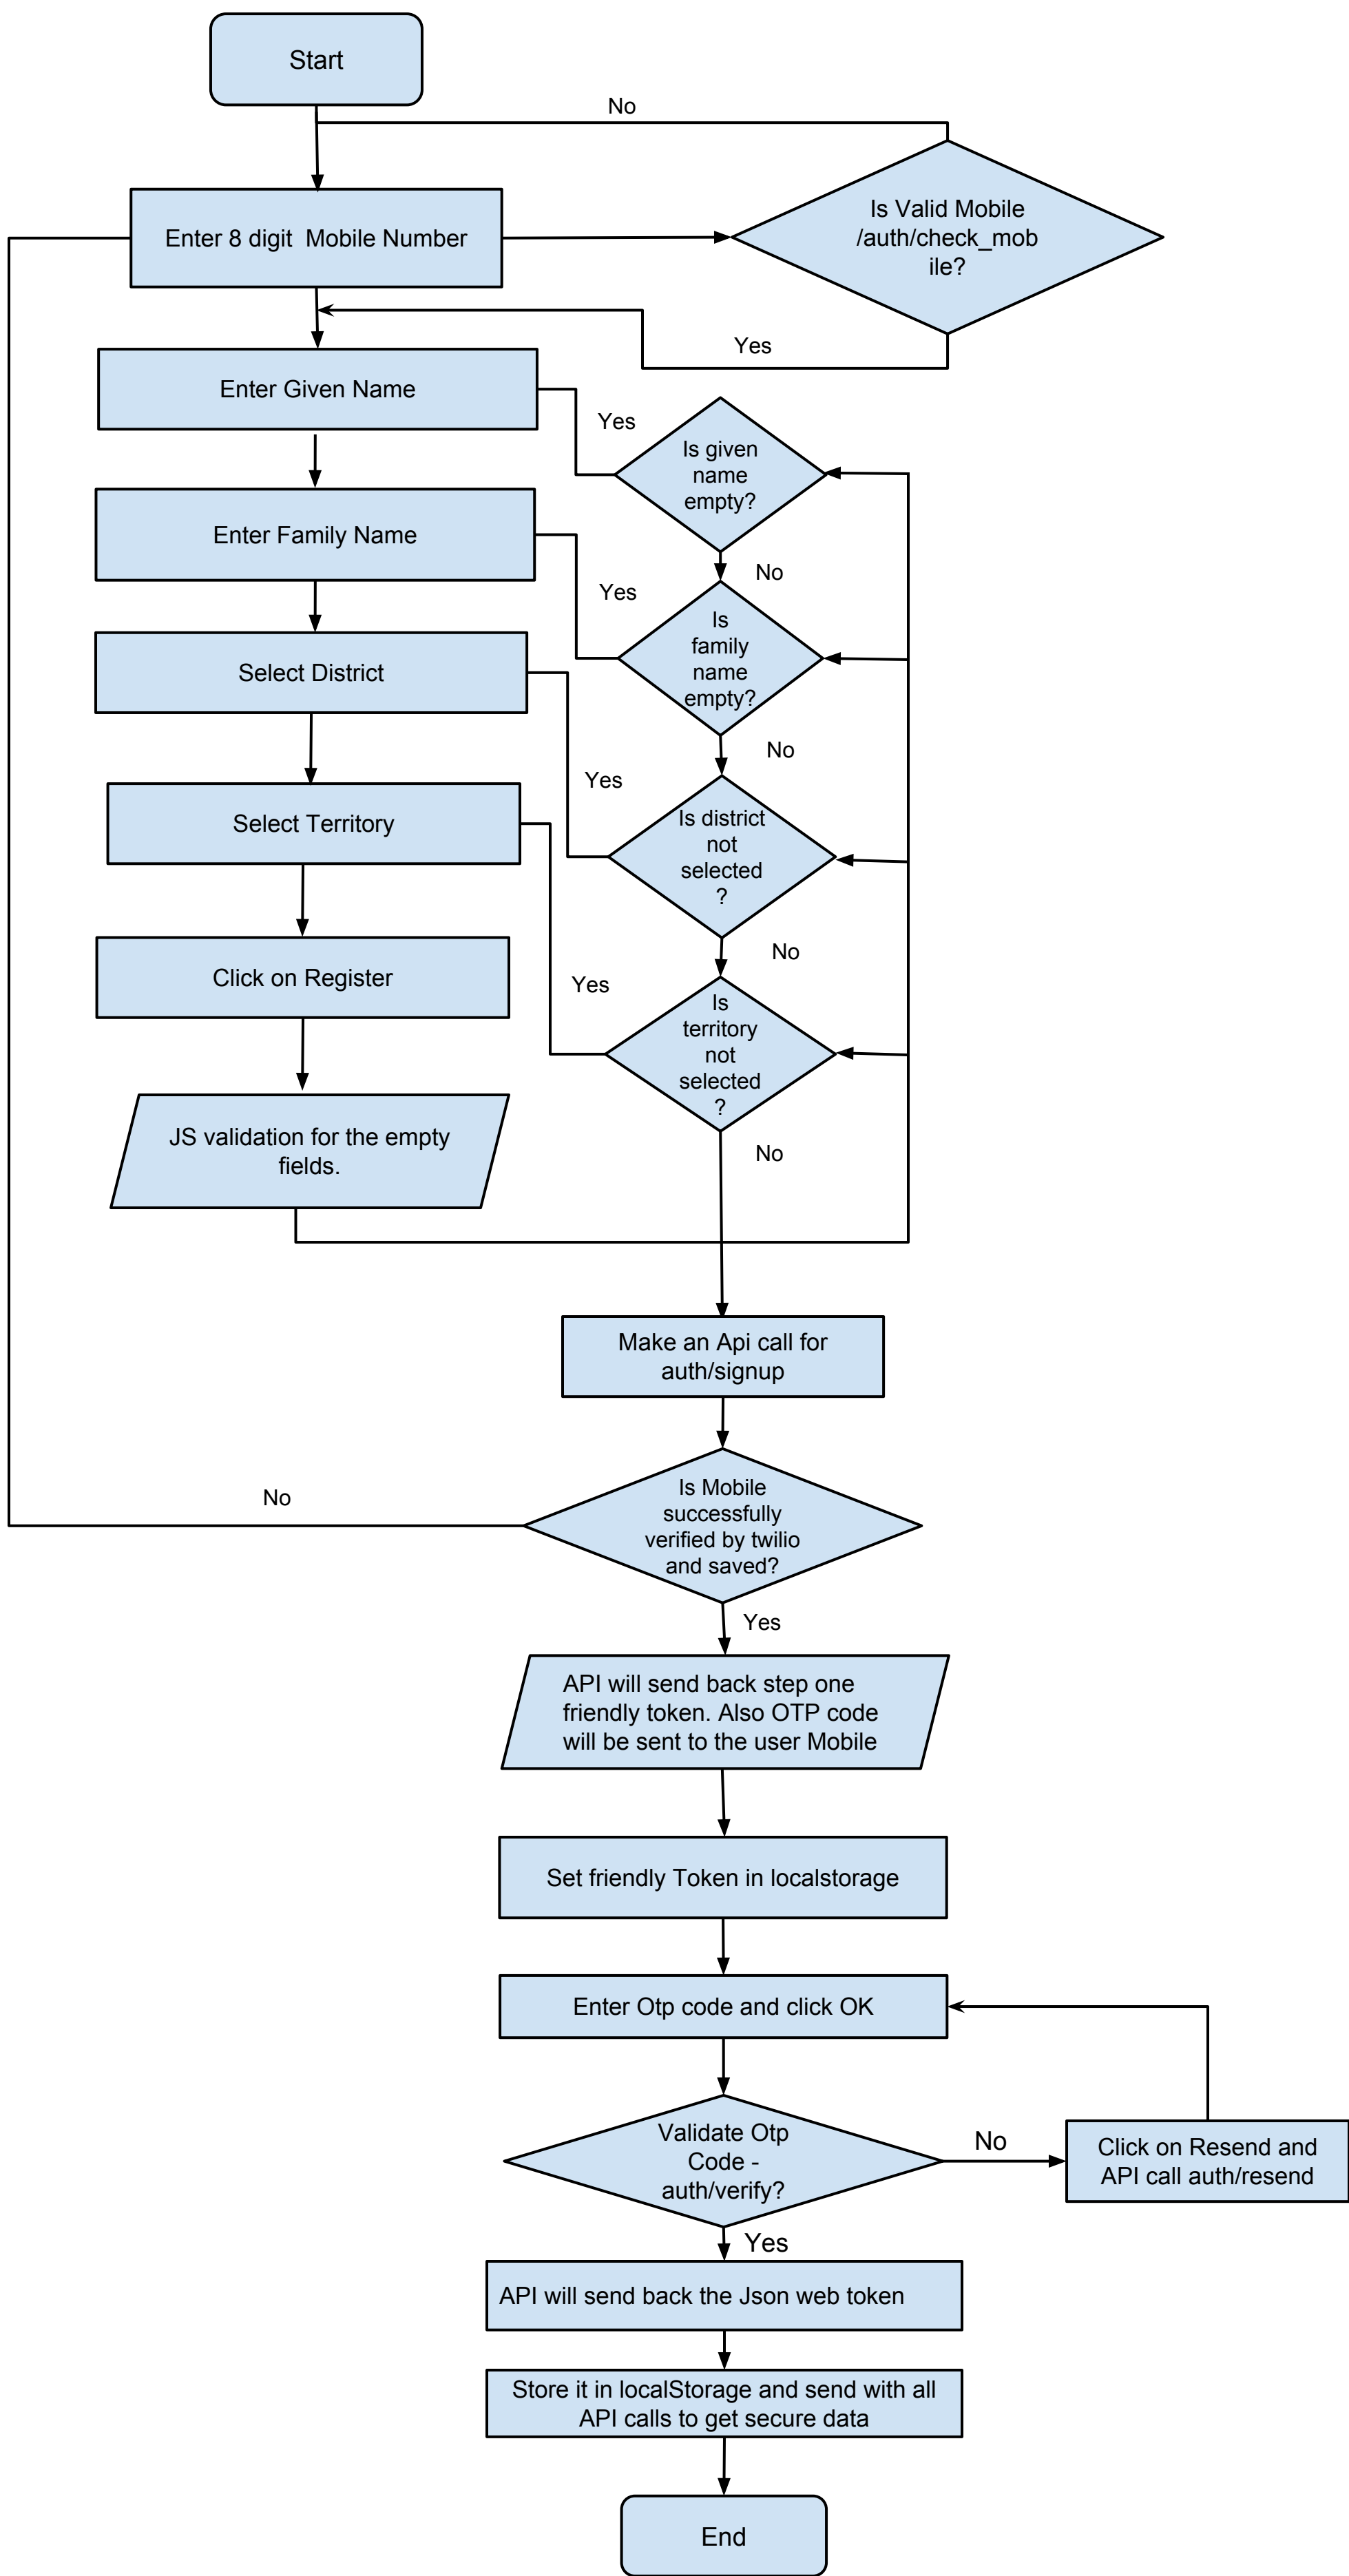 Start
No
Is Valid Mobile
/auth/check_mob
ile?
Enter 8 digit  Mobile Number
Yes
Enter Given Name
Yes
Is given
name
empty?
No
Enter Family Name
Yes
Is
family
name
empty?
No
Select District
Yes
Is district
not
selected
?
No
Select Territory
Yes
Is
territory
not
selected
?
No
Click on Register
JS validation for the empty
fields.
Make an Api call for
auth/signup
No
Is Mobile
successfully
verified by twilio
and saved?
Yes
API will send back step one
friendly token. Also OTP code
will be sent to the user Mobile
Set friendly Token in localstorage
Enter Otp code and click OK
Validate Otp
Code -
auth/verify?
No
Click on Resend and
API call auth/resend
Yes
API will send back the Json web token
Store it in localStorage and send with all
API calls to get secure data
End